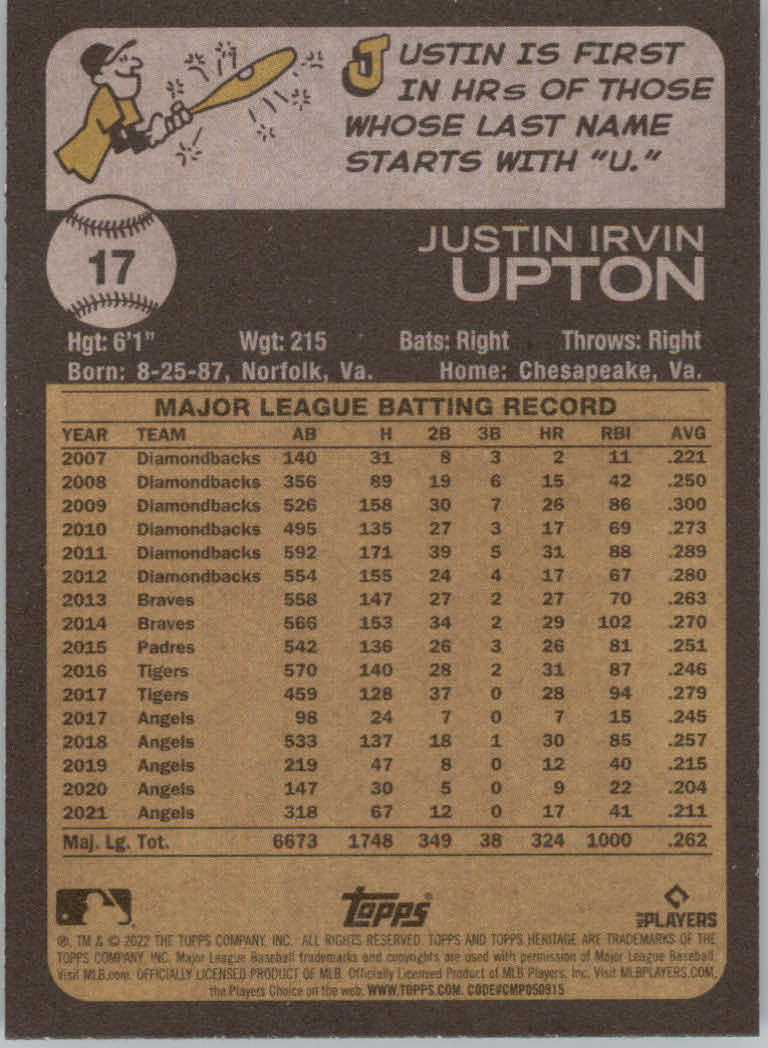 JUSTIN IS FIRST
IN HRs OF THOSE
WHOSE LAST NAME
STARTS WITH "U."
17
JUSTIN IRVIN
UPTON
Hgt: 6'1" Wgt: 215 Bats: Right Throws: Right
Born: 8-25-87, Norfolk, Va. Home: Chesapeake, Va.
MAJOR LEAGUE BATTING RECORD
YEAR TEAM AB H 2B 3B HR RBI AVG
2007 Diamondbacks 140 31 8 3 2 11 .221
2008 Diamondbacks 356 89 19 6 15 42 .250
2009 Diamondbacks 526 158 30 7 26 86 .300
2010 Diamondbacks 495 135 27 3 17 69 .273
2011 Diamondbacks 592 171 39 5 31 88 .289
2012 Diamondbacks 554 155 24 4 17 67 .280
2013 Braves 558 147 27 2 27 70 .263
2014 Braves 566 153 34 2 29 102 .270
2015 Padres 542 136 26 3 26 81 .251
2016 Tigers 570 140 28 2 31 87 .246
2017 Tigers 459 128 37 0 28 94 .279
2017 Angels 98 24 7 0 7 15 .245
2018 Angels 533 137 18 1 30 85 .257
2019 Angels 219 47 8 0 12 40 .215
2020 Angels 147 30 5 0 9 22 .204
2021 Angels 318 67 12 0 17 41 .211
Maj. Lg. Tot. 6673 1748 349 38 324 1000 .262
Topps
MLB PLAYERS
®, TM & © 2022 THE TOPPS COMPANY, INC. ALL RIGHTS RESERVED. TOPPS AND TOPPS HERITAGE ARE TRADEMARKS OF THE
TOPPS COMPANY, INC. Major League Baseball trademarks and copyrights are used with permission of Major League Baseball.
Visit MLB.com. OFFICIALLY LICENSED PRODUCT OF MLB. Officially Licensed Product of MLB Players, Inc. Visit MLBPLAYERS.COM,
the Players Choice on the web. WWW.TOPPS.COM. CODE#CMP050915